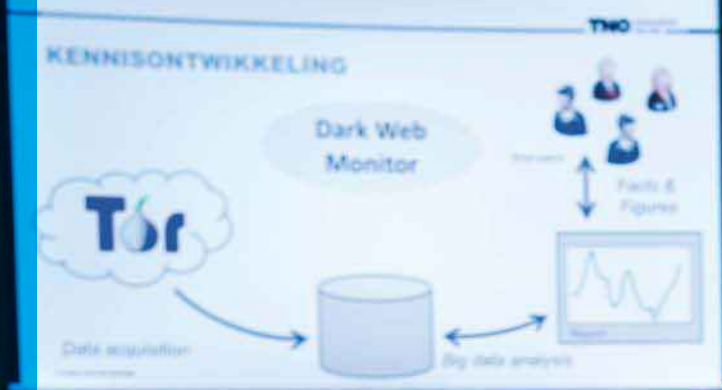 TNO
KENNISONTWIKKELING
Dark Web
Monitor
Tor
Facts &
Figures
Data acquisition
Big data analysis